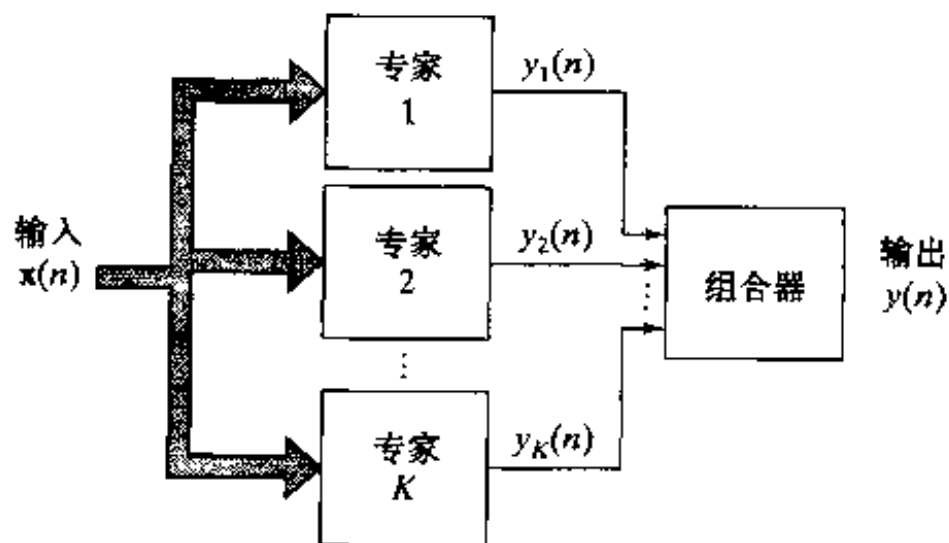 专家
1
y₁(n)
输入
x(n)
专家
2
y₂(n)
⋮
组合器
输出
y(n)
⋮
专家
K
y_K(n)